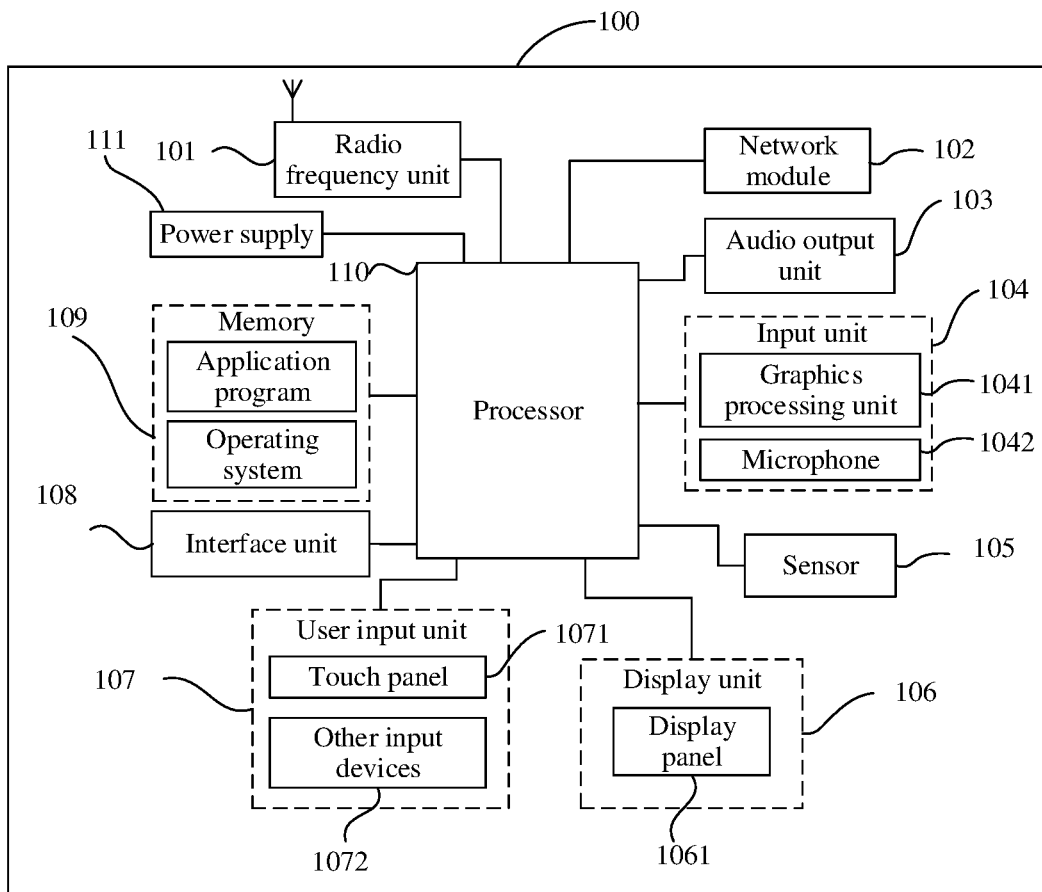 100
111
101
Radio
frequency unit
Network
module
102
Power supply
110
Audio output
unit
103
109
Memory
Application
program
Operating
system
Processor
104
Input unit
Graphics
processing unit
1041
Microphone
1042
108
Interface unit
Sensor
105
User input unit
1071
Touch panel
107
Other input
devices
1072
Display unit
106
Display
panel
1061